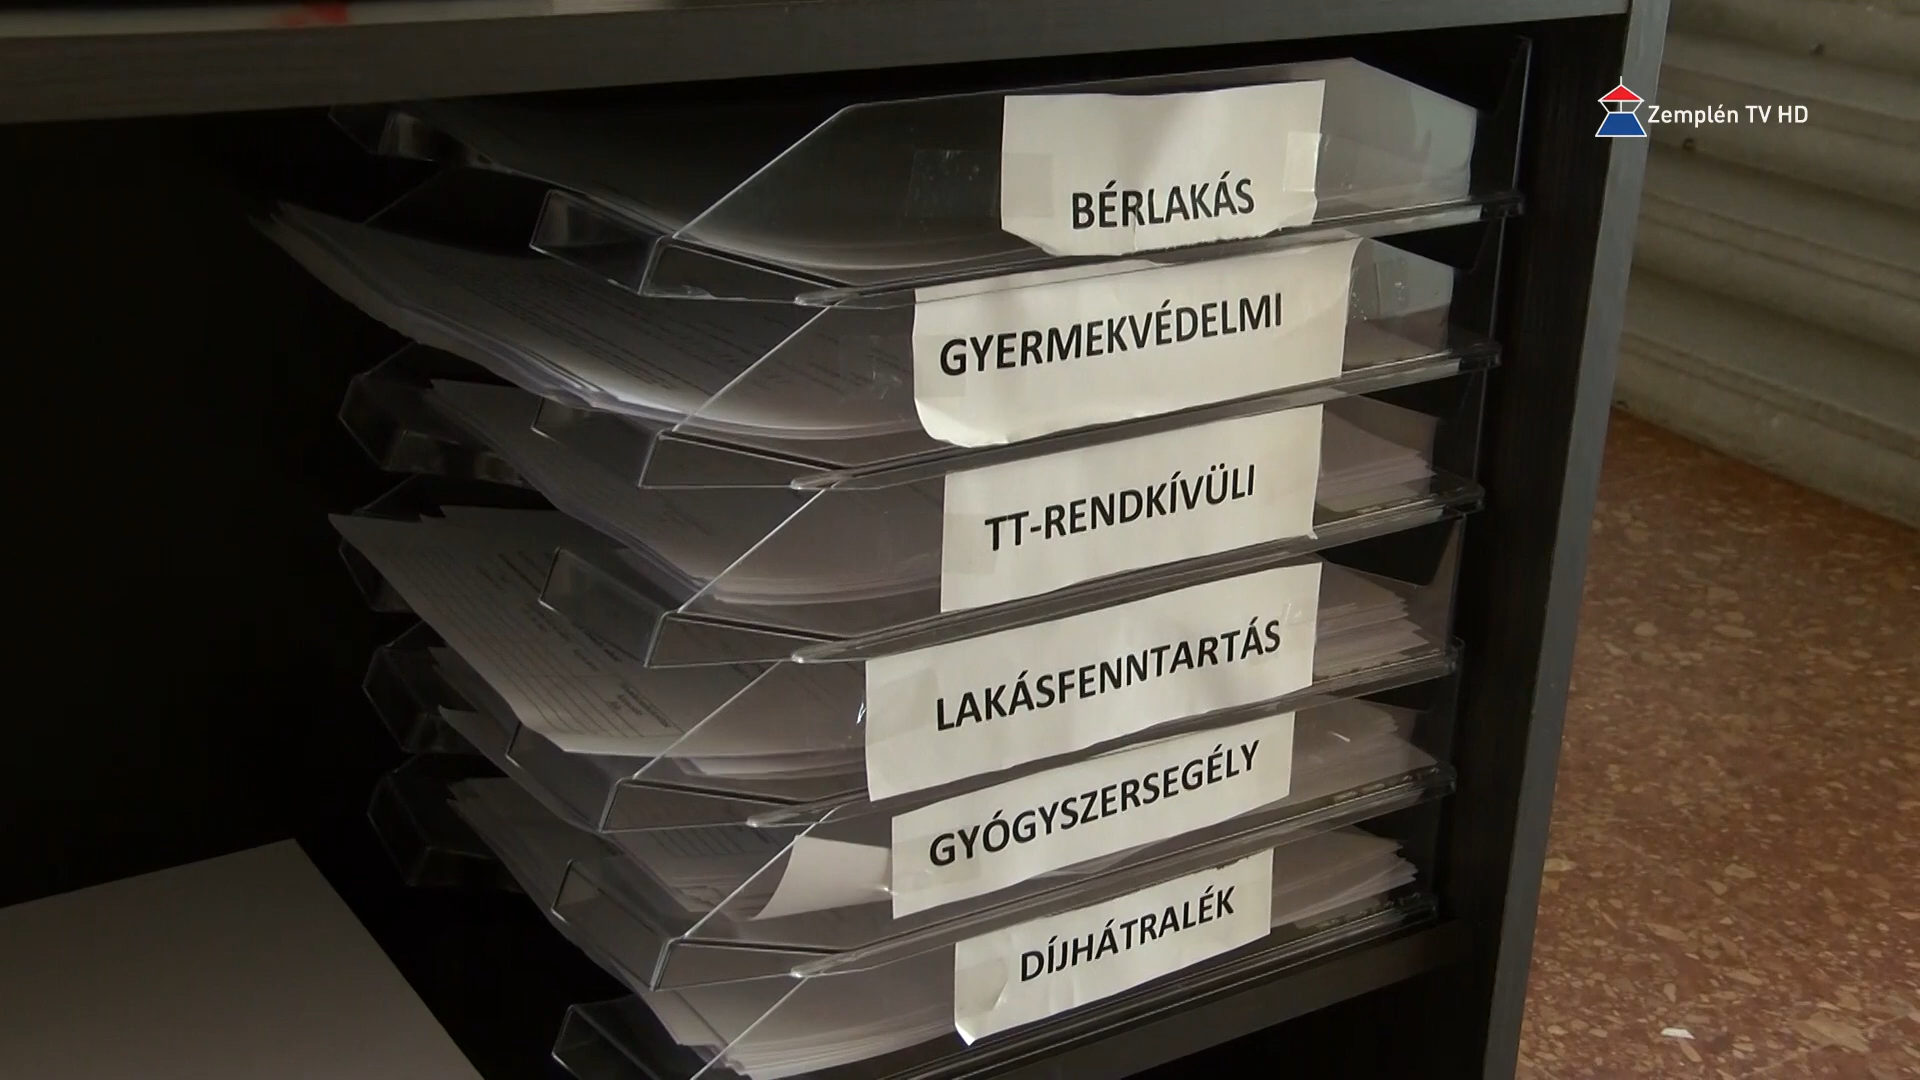 Zemplén TV HD
BÉRLAKÁS
GYERMEKVÉDELMI
TT-RENDKÍVÜLI
LAKÁSFENNTARTÁS
GYÓGYSZERSEGÉLY
DÍJHÁTRALÉK